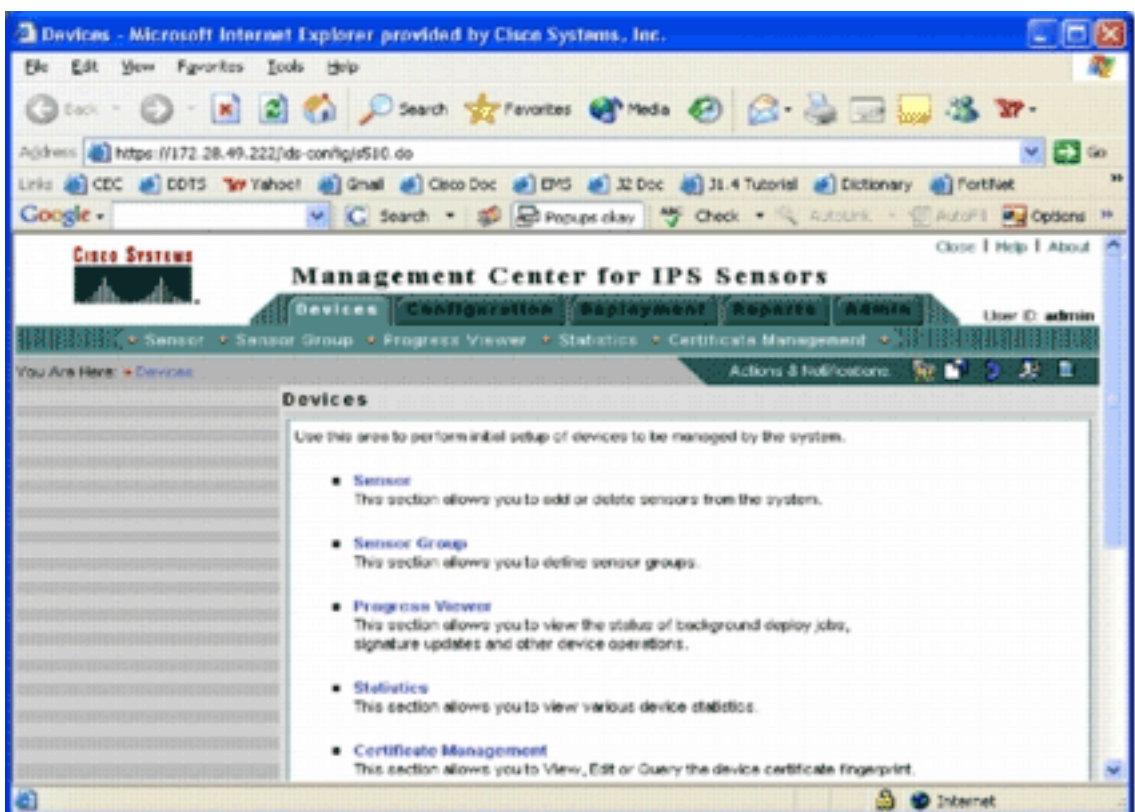 Devices - Microsoft Internet Explorer provided by Cisco Systems, Inc.
File Edit View Favorites Tools Help
Back Search Favorites Media
Address https://172.28.49.222/ids-config/s510.do Go
Links CEC DDTS Yahoo! Gmail Cisco Doc EMS J2 Doc J1.4 Tutorial Dictionary FortiNet
Google Search Popups okay Check AutoLink AutoFill Options
Cisco Systems
Close | Help | About
Management Center for IPS Sensors
Devices Configuration Deployment Reports Admin
User ID: admin
Sensor Sensor Group Progress Viewer Statistics Certificate Management
You Are Here: Devices
Actions & Notifications:
Devices
Use this area to perform initial setup of devices to be managed by the system.
Sensor
This section allows you to add or delete sensors from the system.
Sensor Group
This section allows you to define sensor groups.
Progress Viewer
This section allows you to view the status of background deploy jobs,
signature updates and other device operations.
Statistics
This section allows you to view various device statistics.
Certificate Management
This section allows you to View, Edit or Query the device certificate fingerprint.
Internet